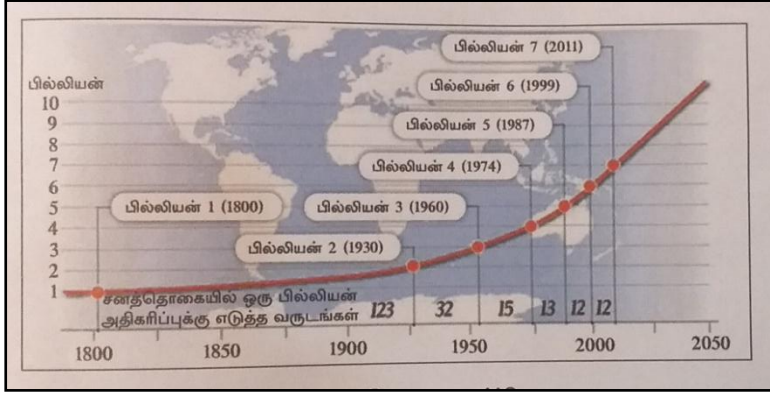 பில்லியன் 7 (2011)
பில்லியன் 6 (1999)
பில்லியன் 5 (1987)
பில்லியன் 4 (1974)
பில்லியன் 3 (1960)
பில்லியன் 2 (1930)
பில்லியன் 1 (1800)
பில்லியன்
10
9
8
7
6
5
4
3
2
1
சனத்தொகையில் ஒரு பில்லியன்
அதிகரிப்புக்கு எடுத்த வருடங்கள் 123 32 15 13 12 12
1800 1850 1900 1950 2000 2050